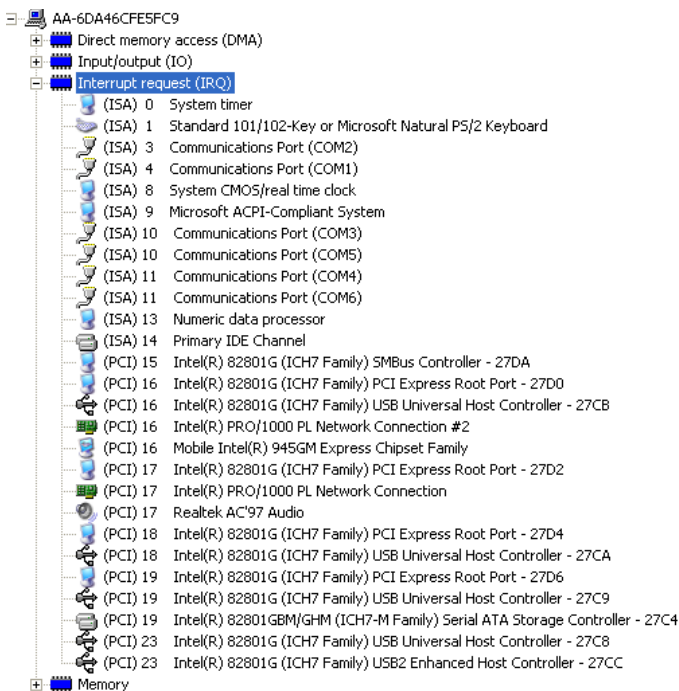 AA-6DA46CFE5FC9
Direct memory access (DMA)
Input/output (IO)
Interrupt request (IRQ)
(ISA) 0 System timer
(ISA) 1 Standard 101/102-Key or Microsoft Natural PS/2 Keyboard
(ISA) 3 Communications Port (COM2)
(ISA) 4 Communications Port (COM1)
(ISA) 8 System CMOS/real time clock
(ISA) 9 Microsoft ACPI-Compliant System
(ISA) 10 Communications Port (COM3)
(ISA) 10 Communications Port (COM5)
(ISA) 11 Communications Port (COM4)
(ISA) 11 Communications Port (COM6)
(ISA) 13 Numeric data processor
(ISA) 14 Primary IDE Channel
(PCI) 15 Intel(R) 82801G (ICH7 Family) SMBus Controller - 27DA
(PCI) 16 Intel(R) 82801G (ICH7 Family) PCI Express Root Port - 27D0
(PCI) 16 Intel(R) 82801G (ICH7 Family) USB Universal Host Controller - 27CB
(PCI) 16 Intel(R) PRO/1000 PL Network Connection #2
(PCI) 16 Mobile Intel(R) 945GM Express Chipset Family
(PCI) 17 Intel(R) 82801G (ICH7 Family) PCI Express Root Port - 27D2
(PCI) 17 Intel(R) PRO/1000 PL Network Connection
(PCI) 17 Realtek AC'97 Audio
(PCI) 18 Intel(R) 82801G (ICH7 Family) PCI Express Root Port - 27D4
(PCI) 18 Intel(R) 82801G (ICH7 Family) USB Universal Host Controller - 27CA
(PCI) 19 Intel(R) 82801G (ICH7 Family) PCI Express Root Port - 27D6
(PCI) 19 Intel(R) 82801G (ICH7 Family) USB Universal Host Controller - 27C9
(PCI) 19 Intel(R) 82801GBM/GHM (ICH7-M Family) Serial ATA Storage Controller - 27C4
(PCI) 23 Intel(R) 82801G (ICH7 Family) USB Universal Host Controller - 27C8
(PCI) 23 Intel(R) 82801G (ICH7 Family) USB2 Enhanced Host Controller - 27CC
Memory